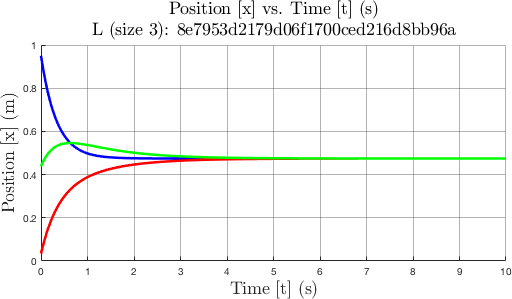 Position [x] vs. Time [t] (s)
L (size 3): 8e7953d2179d06f1700ced216d8bb96a
Position [x] (m)
1
0.8
0.6
0.4
0.2
0
0 1 2 3 4 5 6 7 8 9 10
Time [t] (s)